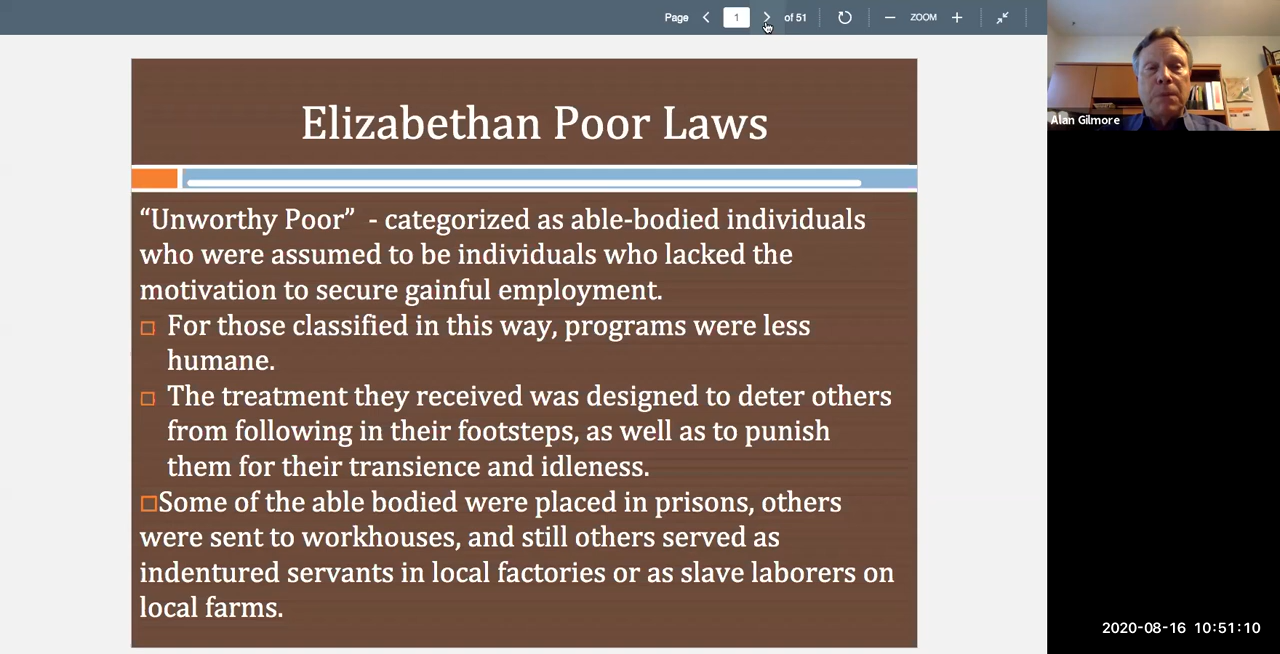 Page 1 of 51 ZOOM
Alan Gilmore
Elizabethan Poor Laws
“Unworthy Poor”  - categorized as able-bodied individuals
who were assumed to be individuals who lacked the
motivation to secure gainful employment.
For those classified in this way, programs were less
humane.
The treatment they received was designed to deter others
from following in their footsteps, as well as to punish
them for their transience and idleness.
Some of the able bodied were placed in prisons, others
were sent to workhouses, and still others served as
indentured servants in local factories or as slave laborers on
local farms.
2020-08-16 10:51:10